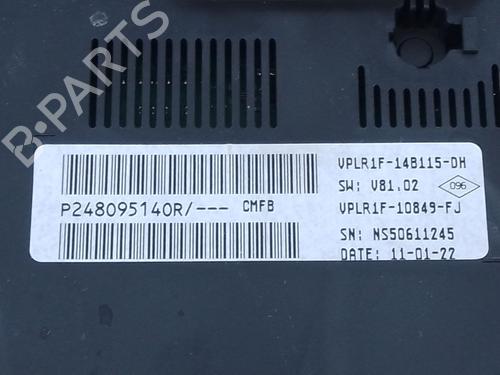 B-PARTS
VPLR1F-14B115-DH
SW: V81.02
096
P248095140R/--- CMFB
VPLR1F-10849-FJ
SN: NS50611245
DATE: 11-01-22